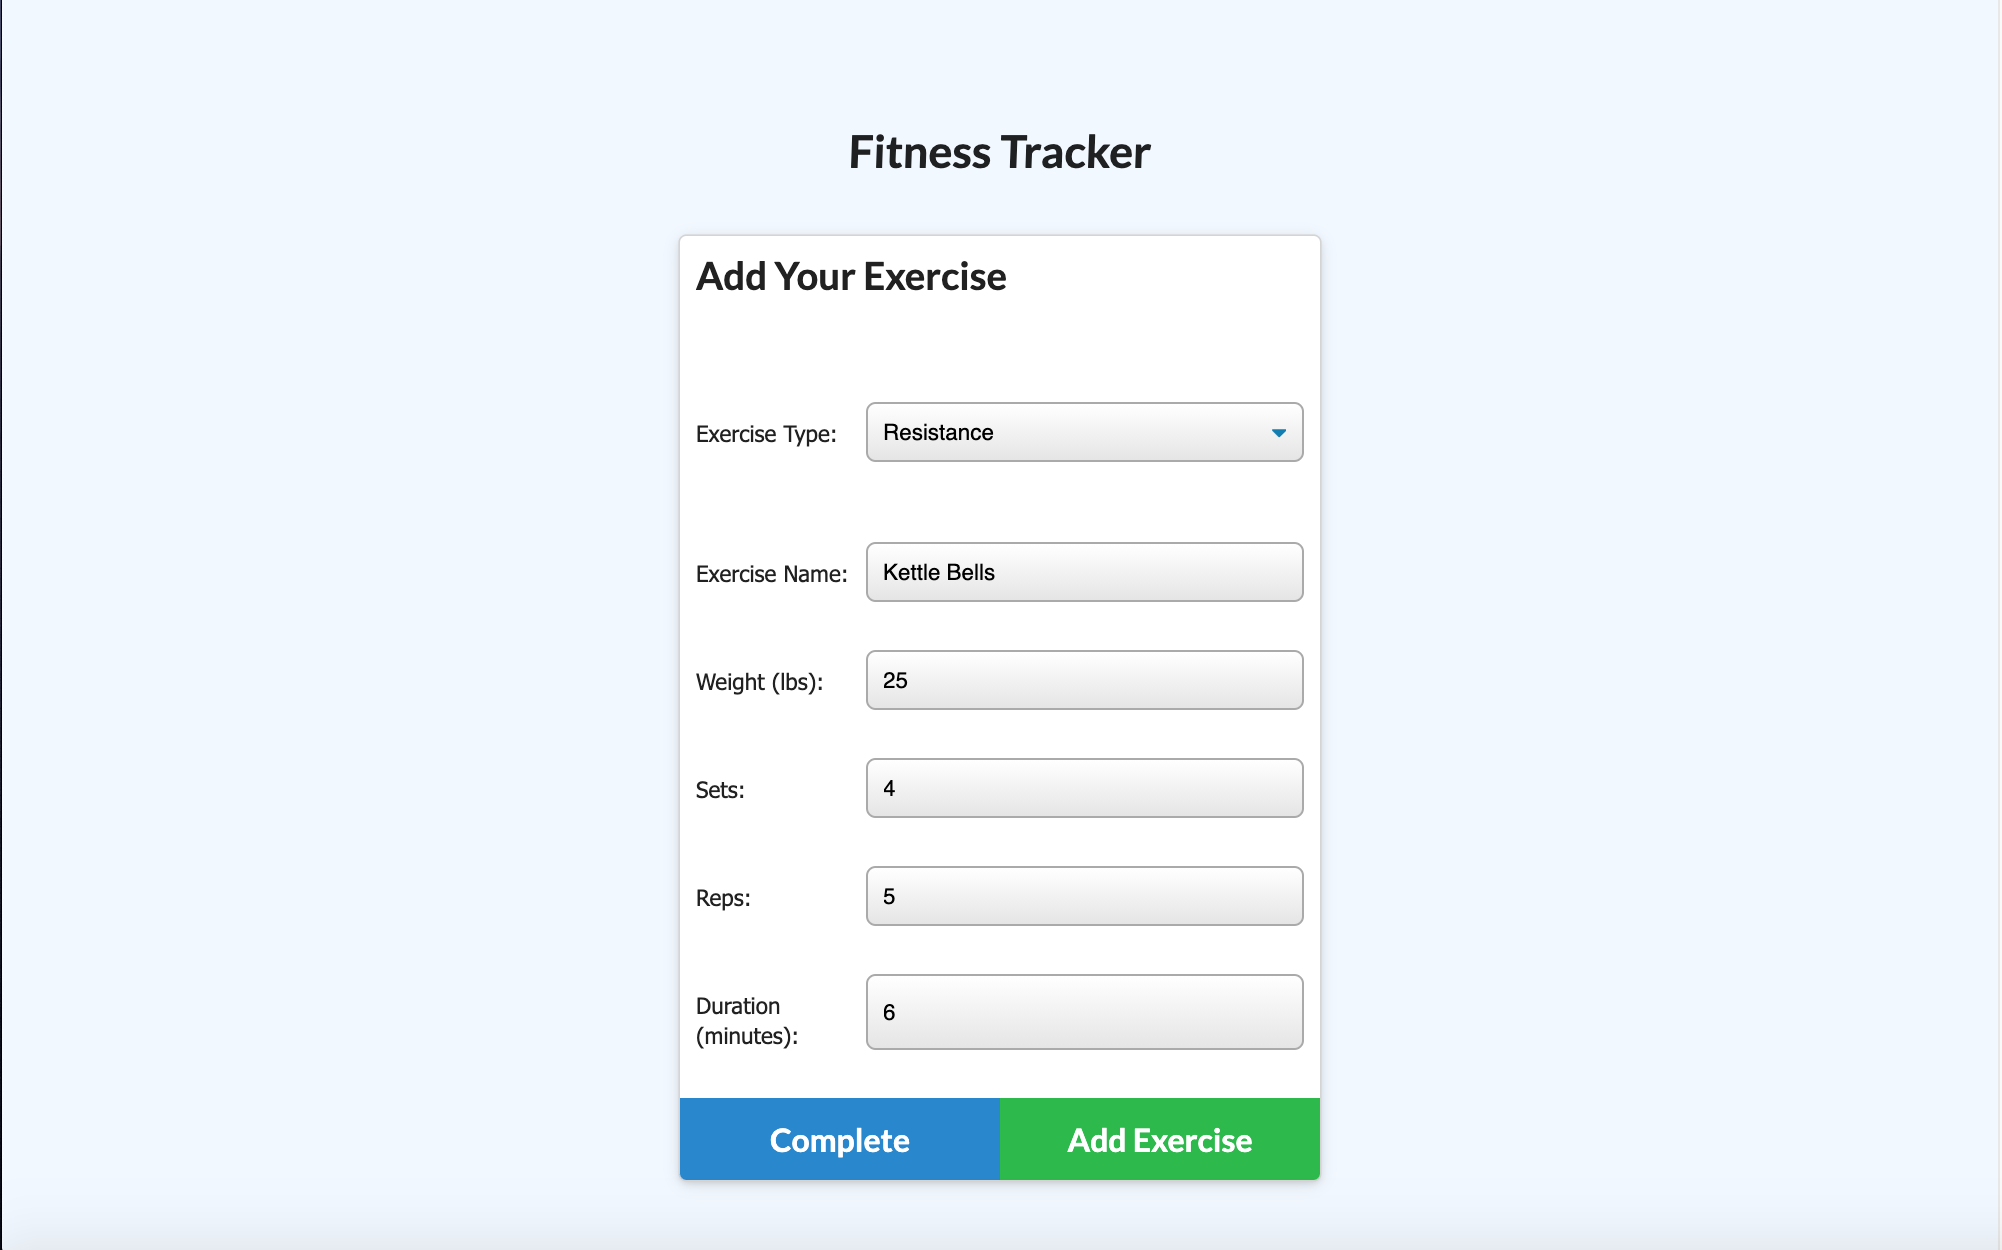 Fitness Tracker
Add Your Exercise
Exercise Type: Resistance
Exercise Name: Kettle Bells
Weight (lbs): 25
Sets: 4
Reps: 5
Duration
(minutes): 6
Complete Add Exercise